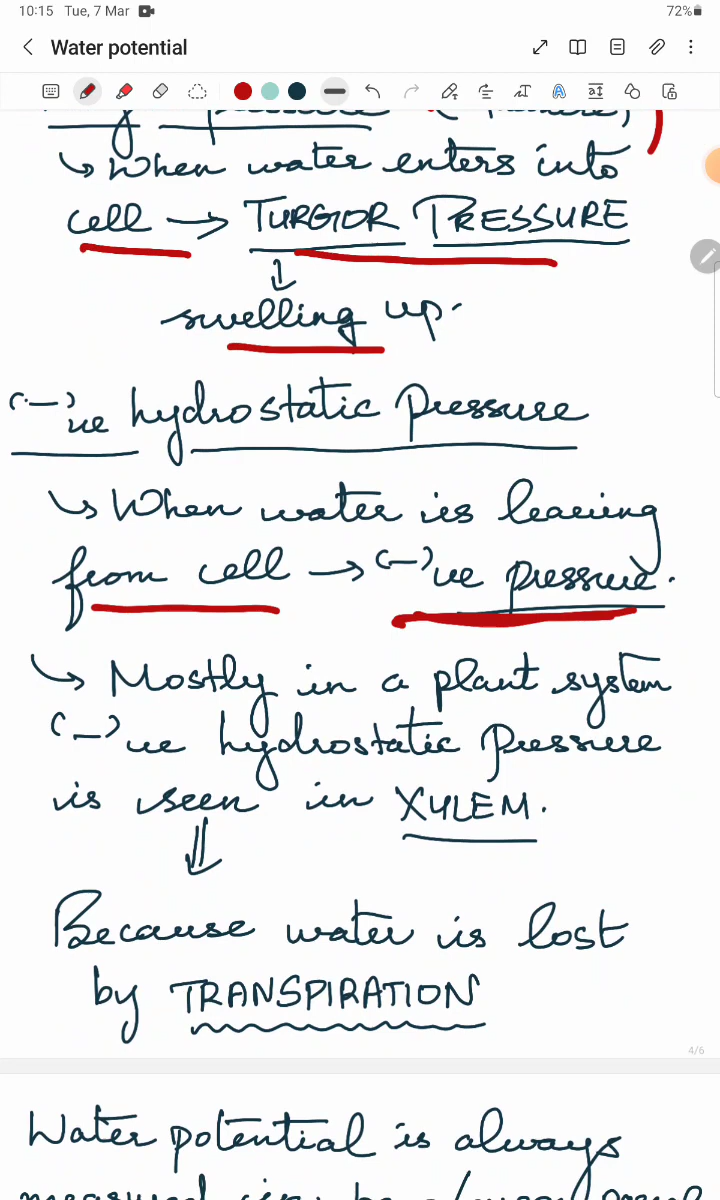 10:15 Tue, 7 Mar
72%
Water potential
When water enters into
cell → TURGIOR PRESSURE
↓
swelling up.
(-)'ve hydrostatic pressure
↳ When water is leaving
from cell → (-)'ve pressure.
↳ Mostly in a plant system
(-)'ve hydrostatic pressure
is seen in XYLEM.
⇓
Because water is lost
by TRANSPIRATION
4/6
Water potential is always